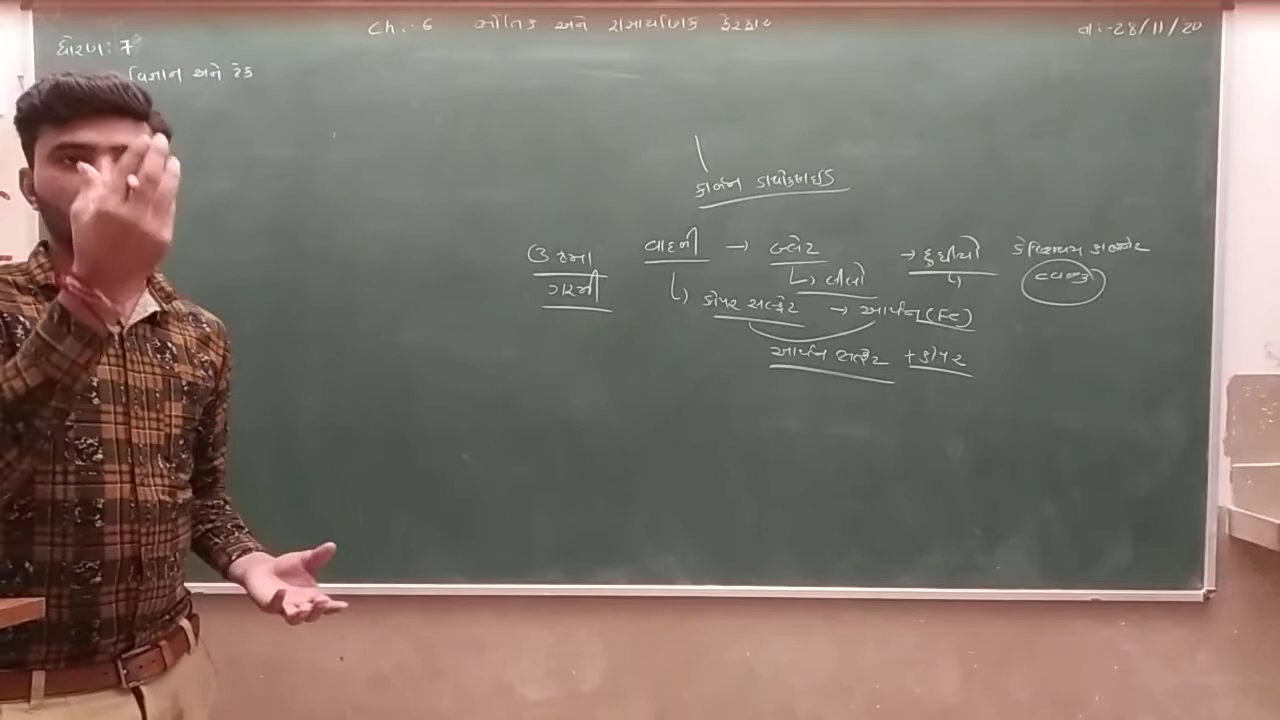 Ch:-6 ભૌતિક અને રાસાયણિક ફેરફાર
તા:-28/11/20
ધોરણ: 7
વિજ્ઞાન અને ટેક
કાર્બન ડાયોક્સાઇડ
ઉષ્મા વાદળી → બ્લેટ → દુધીયો કેલ્શિયમ કાર્બોનેટ
ગરમી લીલો
કોપર સલ્ફેટ → આર્યન (Fe)
આર્યન સલ્ફેટ + કોપર